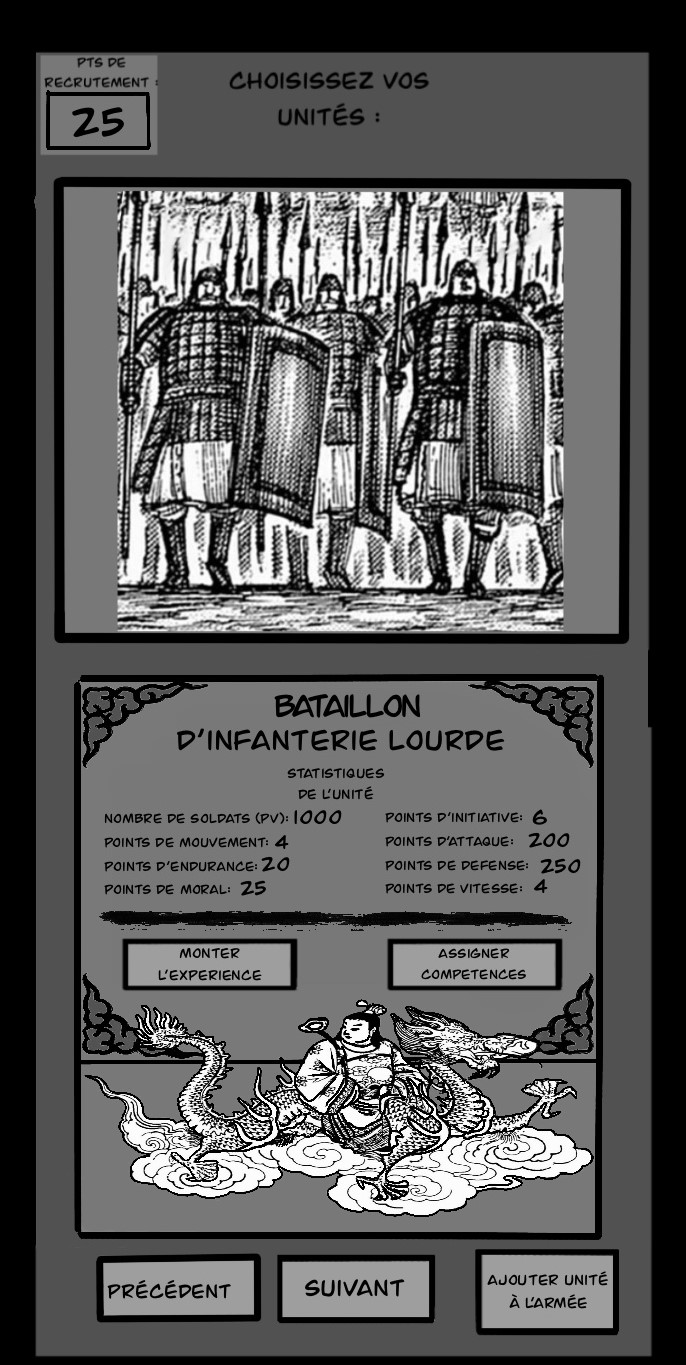 PTS DE
RECRUTEMENT :
25
CHOISISSEZ VOS
UNITÉS :
BATAILLON
D'INFANTERIE LOURDE
STATISTIQUES
DE L'UNITÉ
NOMBRE DE SOLDATS (PV): 1000
POINTS DE MOUVEMENT: 4
POINTS D'ENDURANCE: 20
POINTS DE MORAL: 25
POINTS D'INITIATIVE: 6
POINTS D'ATTAQUE: 200
POINTS DE DEFENSE: 250
POINTS DE VITESSE: 4
MONTER
L'EXPERIENCE
ASSIGNER
COMPETENCES
PRÉCÉDENT
SUIVANT
AJOUTER UNITÉ
À L'ARMÉE